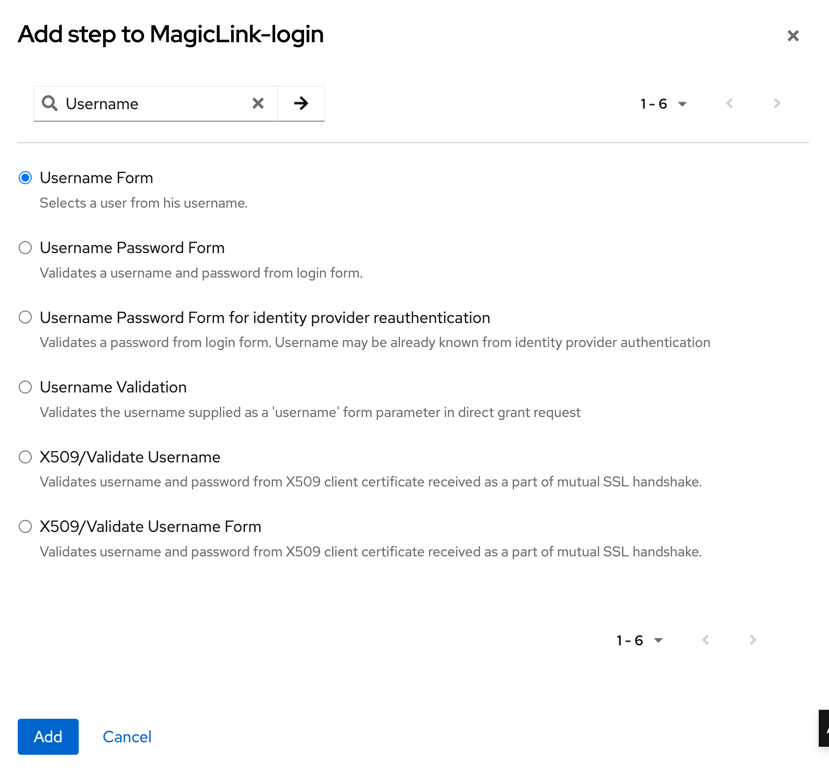 Add step to MagicLink-login
Username
1 - 6
Username Form
Selects a user from his username.
Username Password Form
Validates a username and password from login form.
Username Password Form for identity provider reauthentication
Validates a password from login form. Username may be already known from identity provider authentication
Username Validation
Validates the username supplied as a 'username' form parameter in direct grant request
X509/Validate Username
Validates username and password from X509 client certificate received as a part of mutual SSL handshake.
X509/Validate Username Form
Validates username and password from X509 client certificate received as a part of mutual SSL handshake.
1 - 6
Add
Cancel